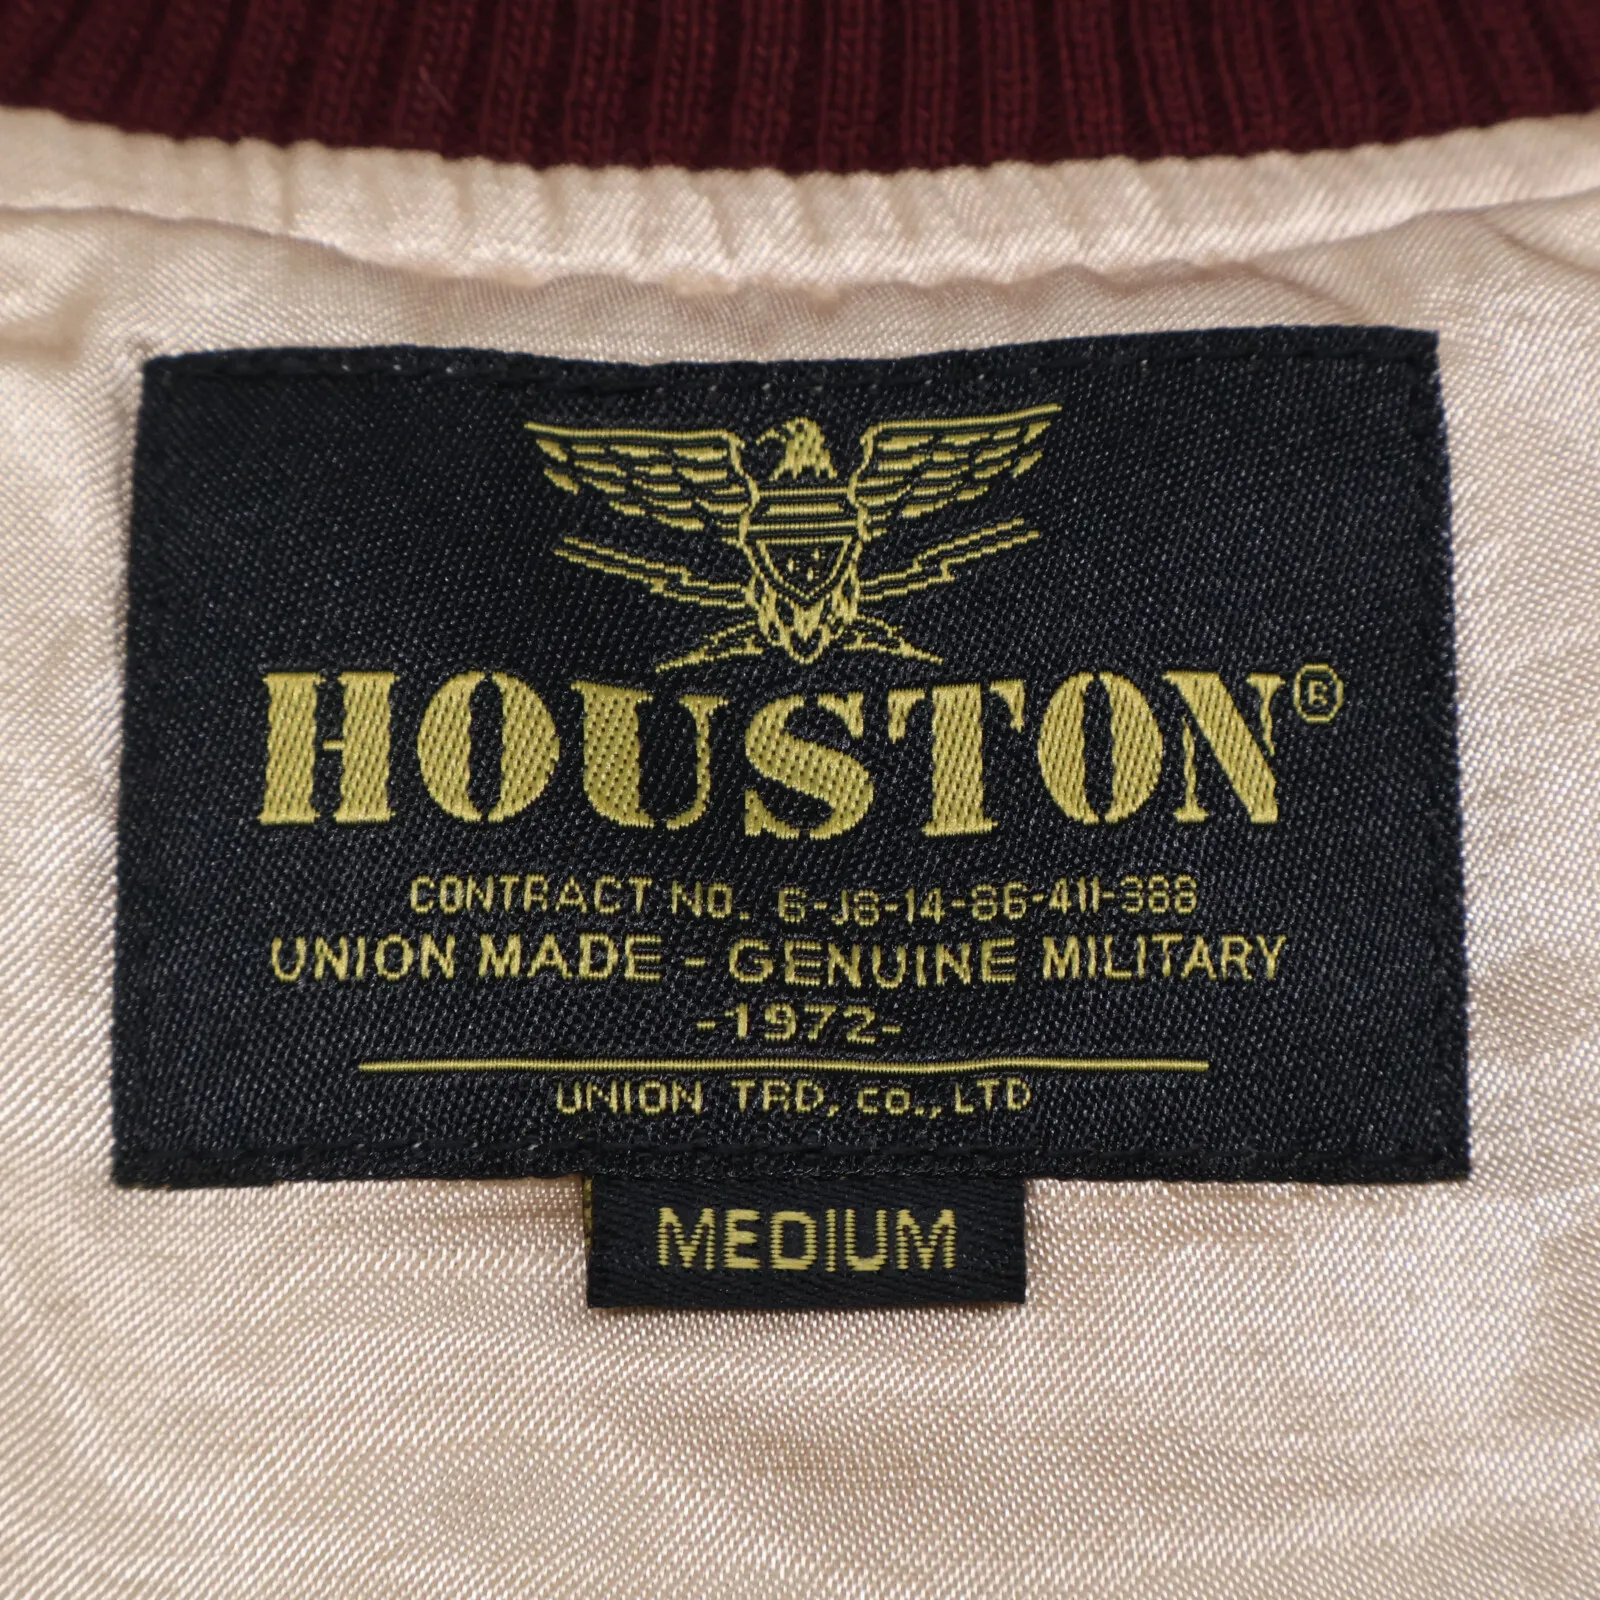 HOUSTON®
CONTRACT NO. 6-JS-14-86-411-388
UNION MADE - GENUINE MILITARY
-1972-
UNION TRD, CO., LTD
MEDIUM